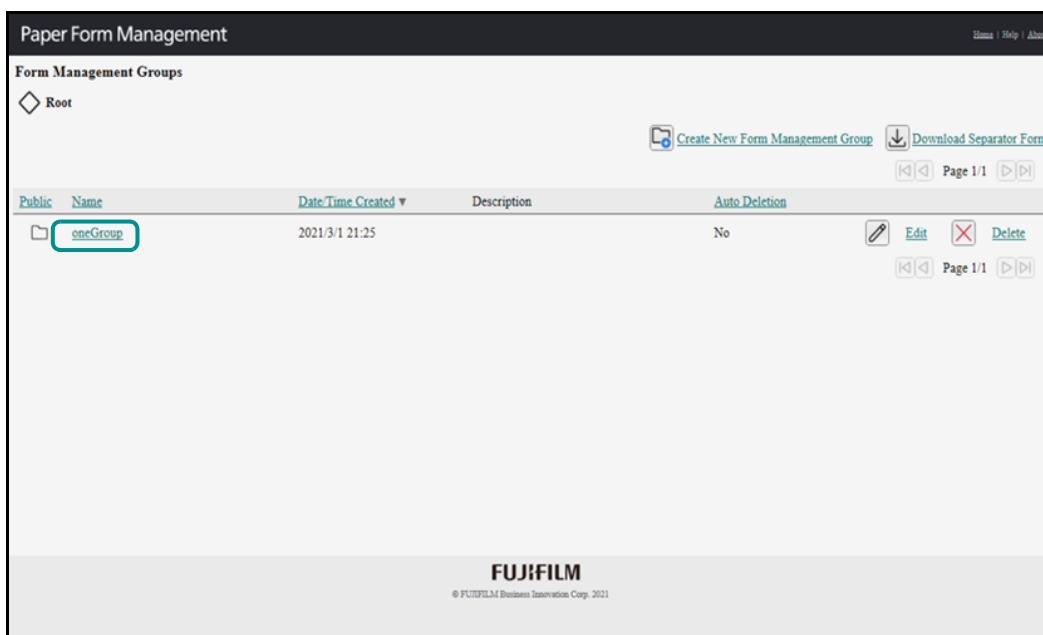 Paper Form Management
Home | Help | Abou
Form Management Groups
Root
Create New Form Management Group Download Separator Form
Page 1/1
Public Name Date/Time Created ▼ Description Auto Deletion
oneGroup 2021/3/1 21:25 No Edit Delete
Page 1/1
FUJIFILM
© FUJIFILM Business Innovation Corp. 2021